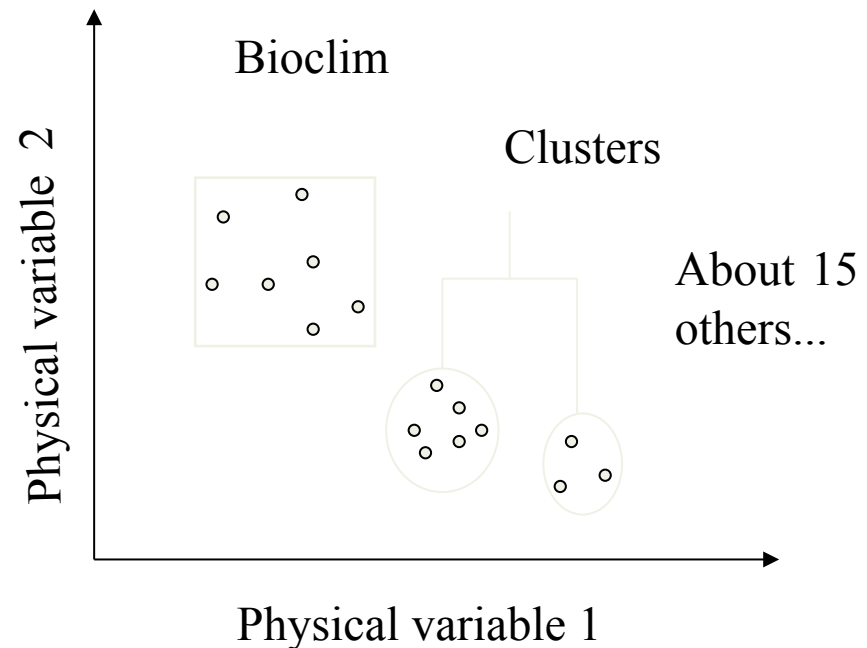 Bioclim
Clusters
About 15
others...
Physical variable 2
Physical variable 1